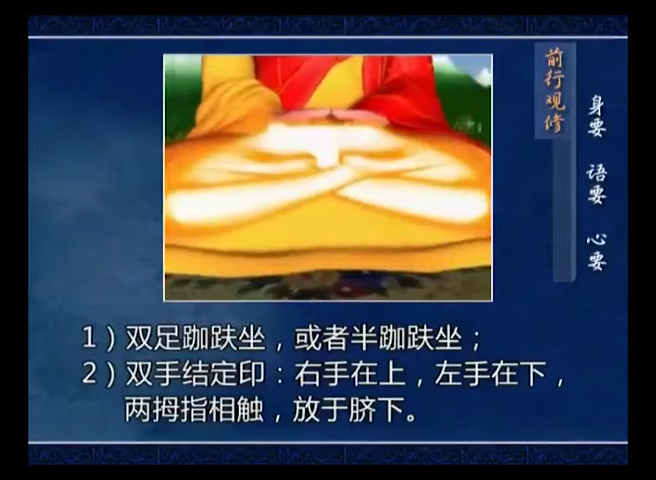 前行观修
身要 语要 心要
1）双足跏趺坐，或者半跏趺坐；
2）双手结定印：右手在上，左手在下，
两拇指相触，放于脐下。